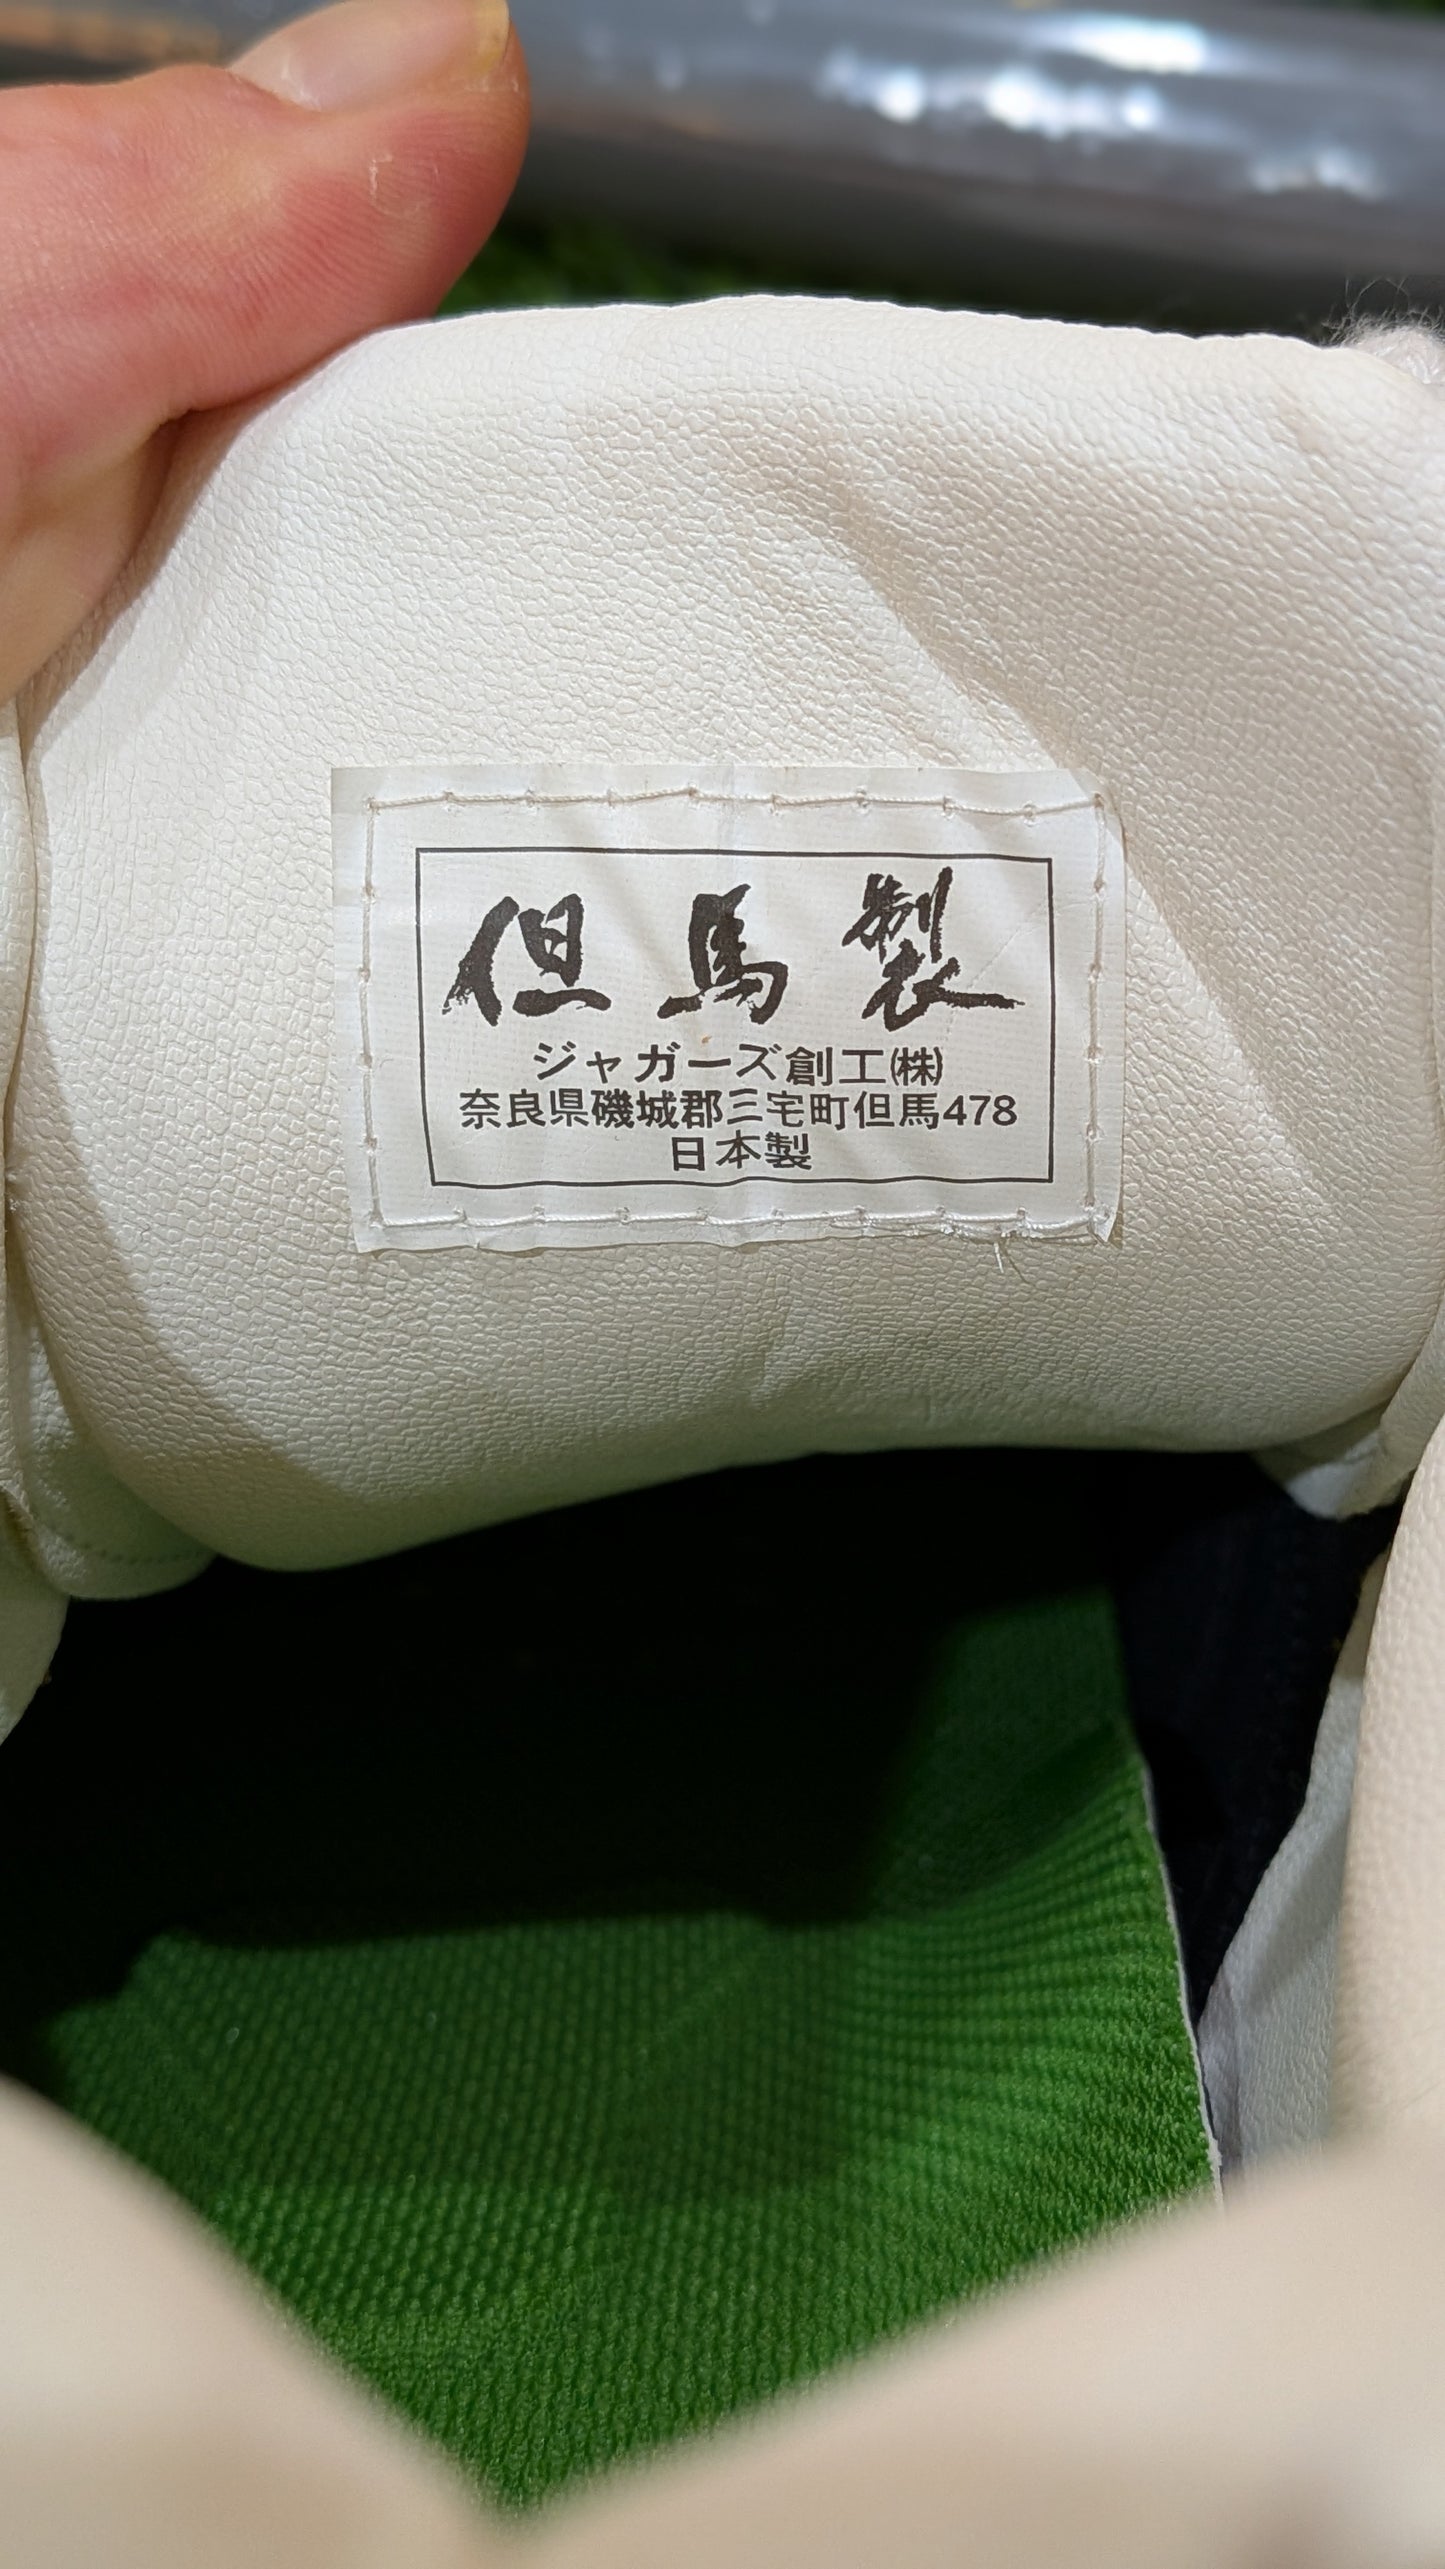 但馬製
ジャガーズ創工㈱
奈良県磯城郡三宅町但馬478
日本製